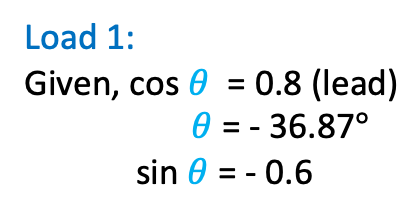 Load 1:
Given, cos θ = 0.8 (lead)
θ = - 36.87°
sin θ = - 0.6